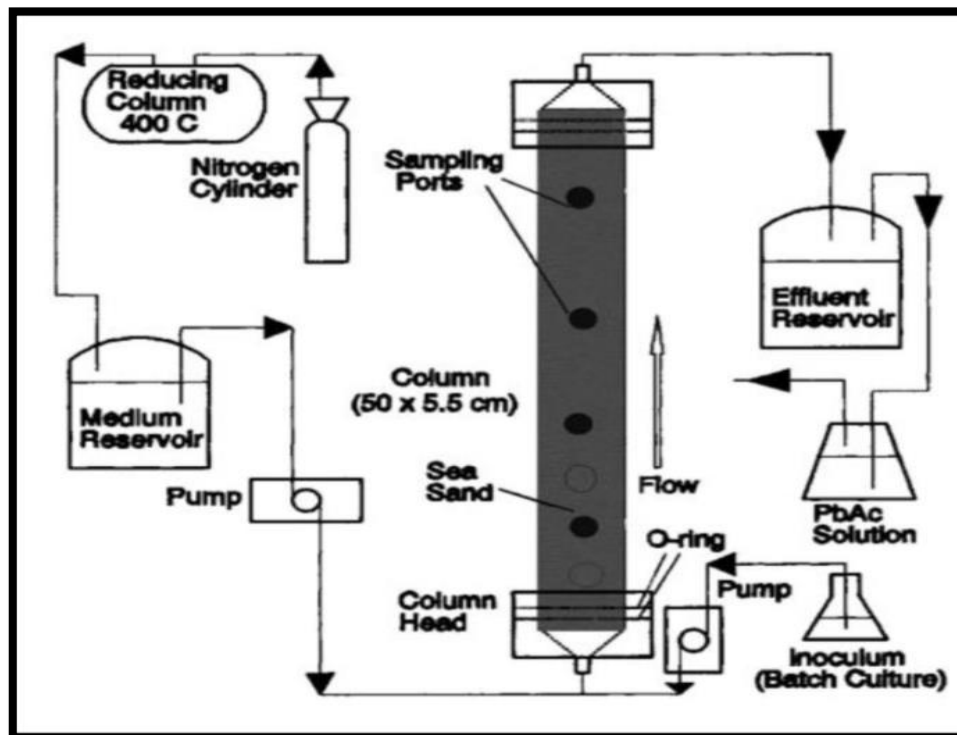 Reducing
Column
400 C
Nitrogen
Cylinder
Sampling
Ports
Effluent
Reservoir
Medium
Reservoir
Column
(50 x 5.5 cm)
Pump
Sea
Sand
Flow
PbAc
Solution
O-ring
Column
Head
Pump
Inoculum
(Batch Culture)